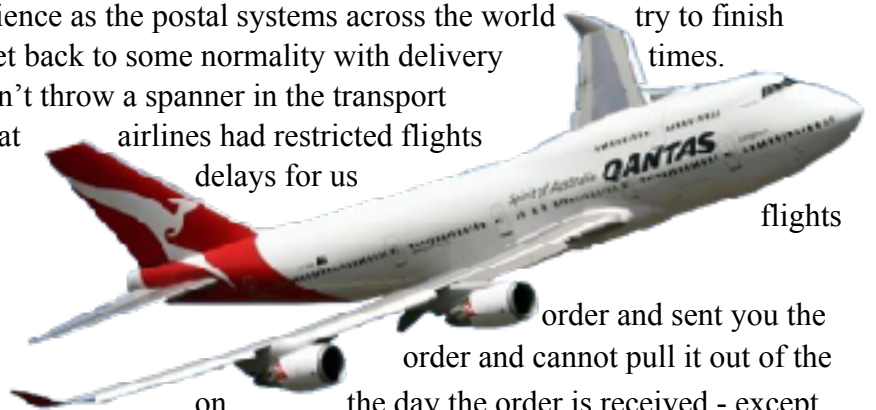 ience as the postal systems across the world try to finish
et back to some normality with delivery times.
n’t throw a spanner in the transport
at airlines had restricted flights
delays for us
Spirit of Australia QANTAS
flights
order and sent you the
order and cannot pull it out of the
on the day the order is received - except